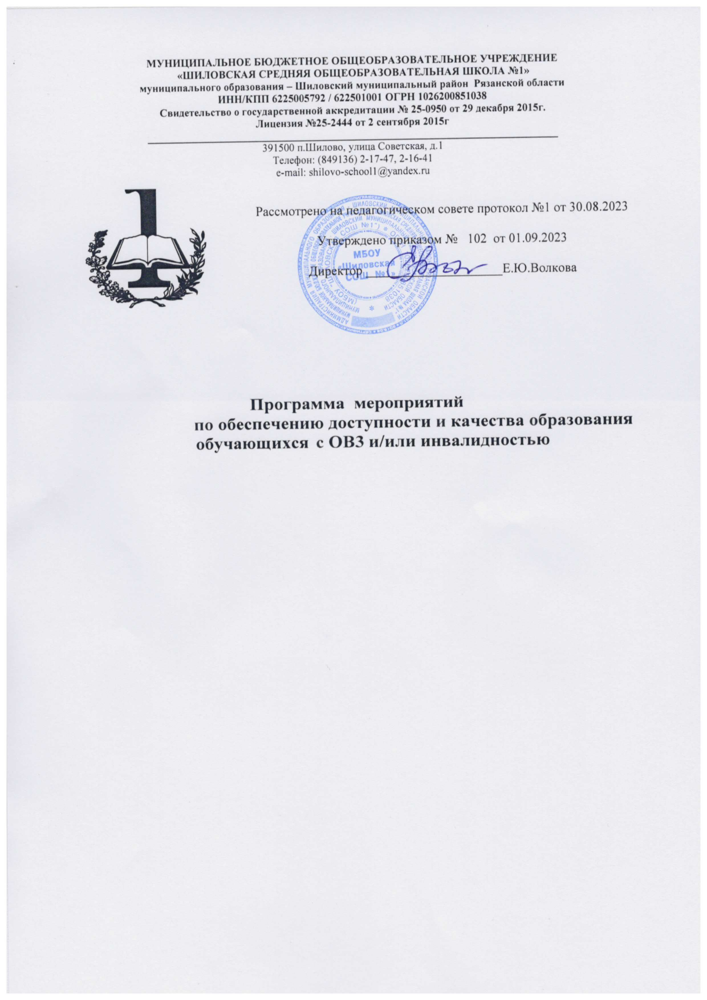 МУНИЦИПАЛЬНОЕ БЮДЖЕТНОЕ ОБЩЕОБРАЗОВАТЕЛЬНОЕ УЧРЕЖДЕНИЕ
«ШИЛОВСКАЯ СРЕДНЯЯ ОБЩЕОБРАЗОВАТЕЛЬНАЯ ШКОЛА №1»
муниципального образования – Шиловский муниципальный район Рязанской области
ИНН/КПП 6225005792 / 622501001 ОГРН 1026200851038
Свидетельство о государственной аккредитации № 25-0950 от 29 декабря 2015г.
Лицензия №25-2444 от 2 сентября 2015г
391500 п.Шилово, улица Советская, д.1
Телефон: (849136) 2-17-47, 2-16-41
e-mail: shilovo-school1@yandex.ru
1
Рассмотрено на педагогическом совете протокол №1 от 30.08.2023
Утверждено приказом № 102 от 01.09.2023
МБОУ
«Шиловская
СОШ №1»
Директор Е.Ю.Волкова
Программа мероприятий
по обеспечению доступности и качества образования
обучающихся с ОВЗ и/или инвалидностью